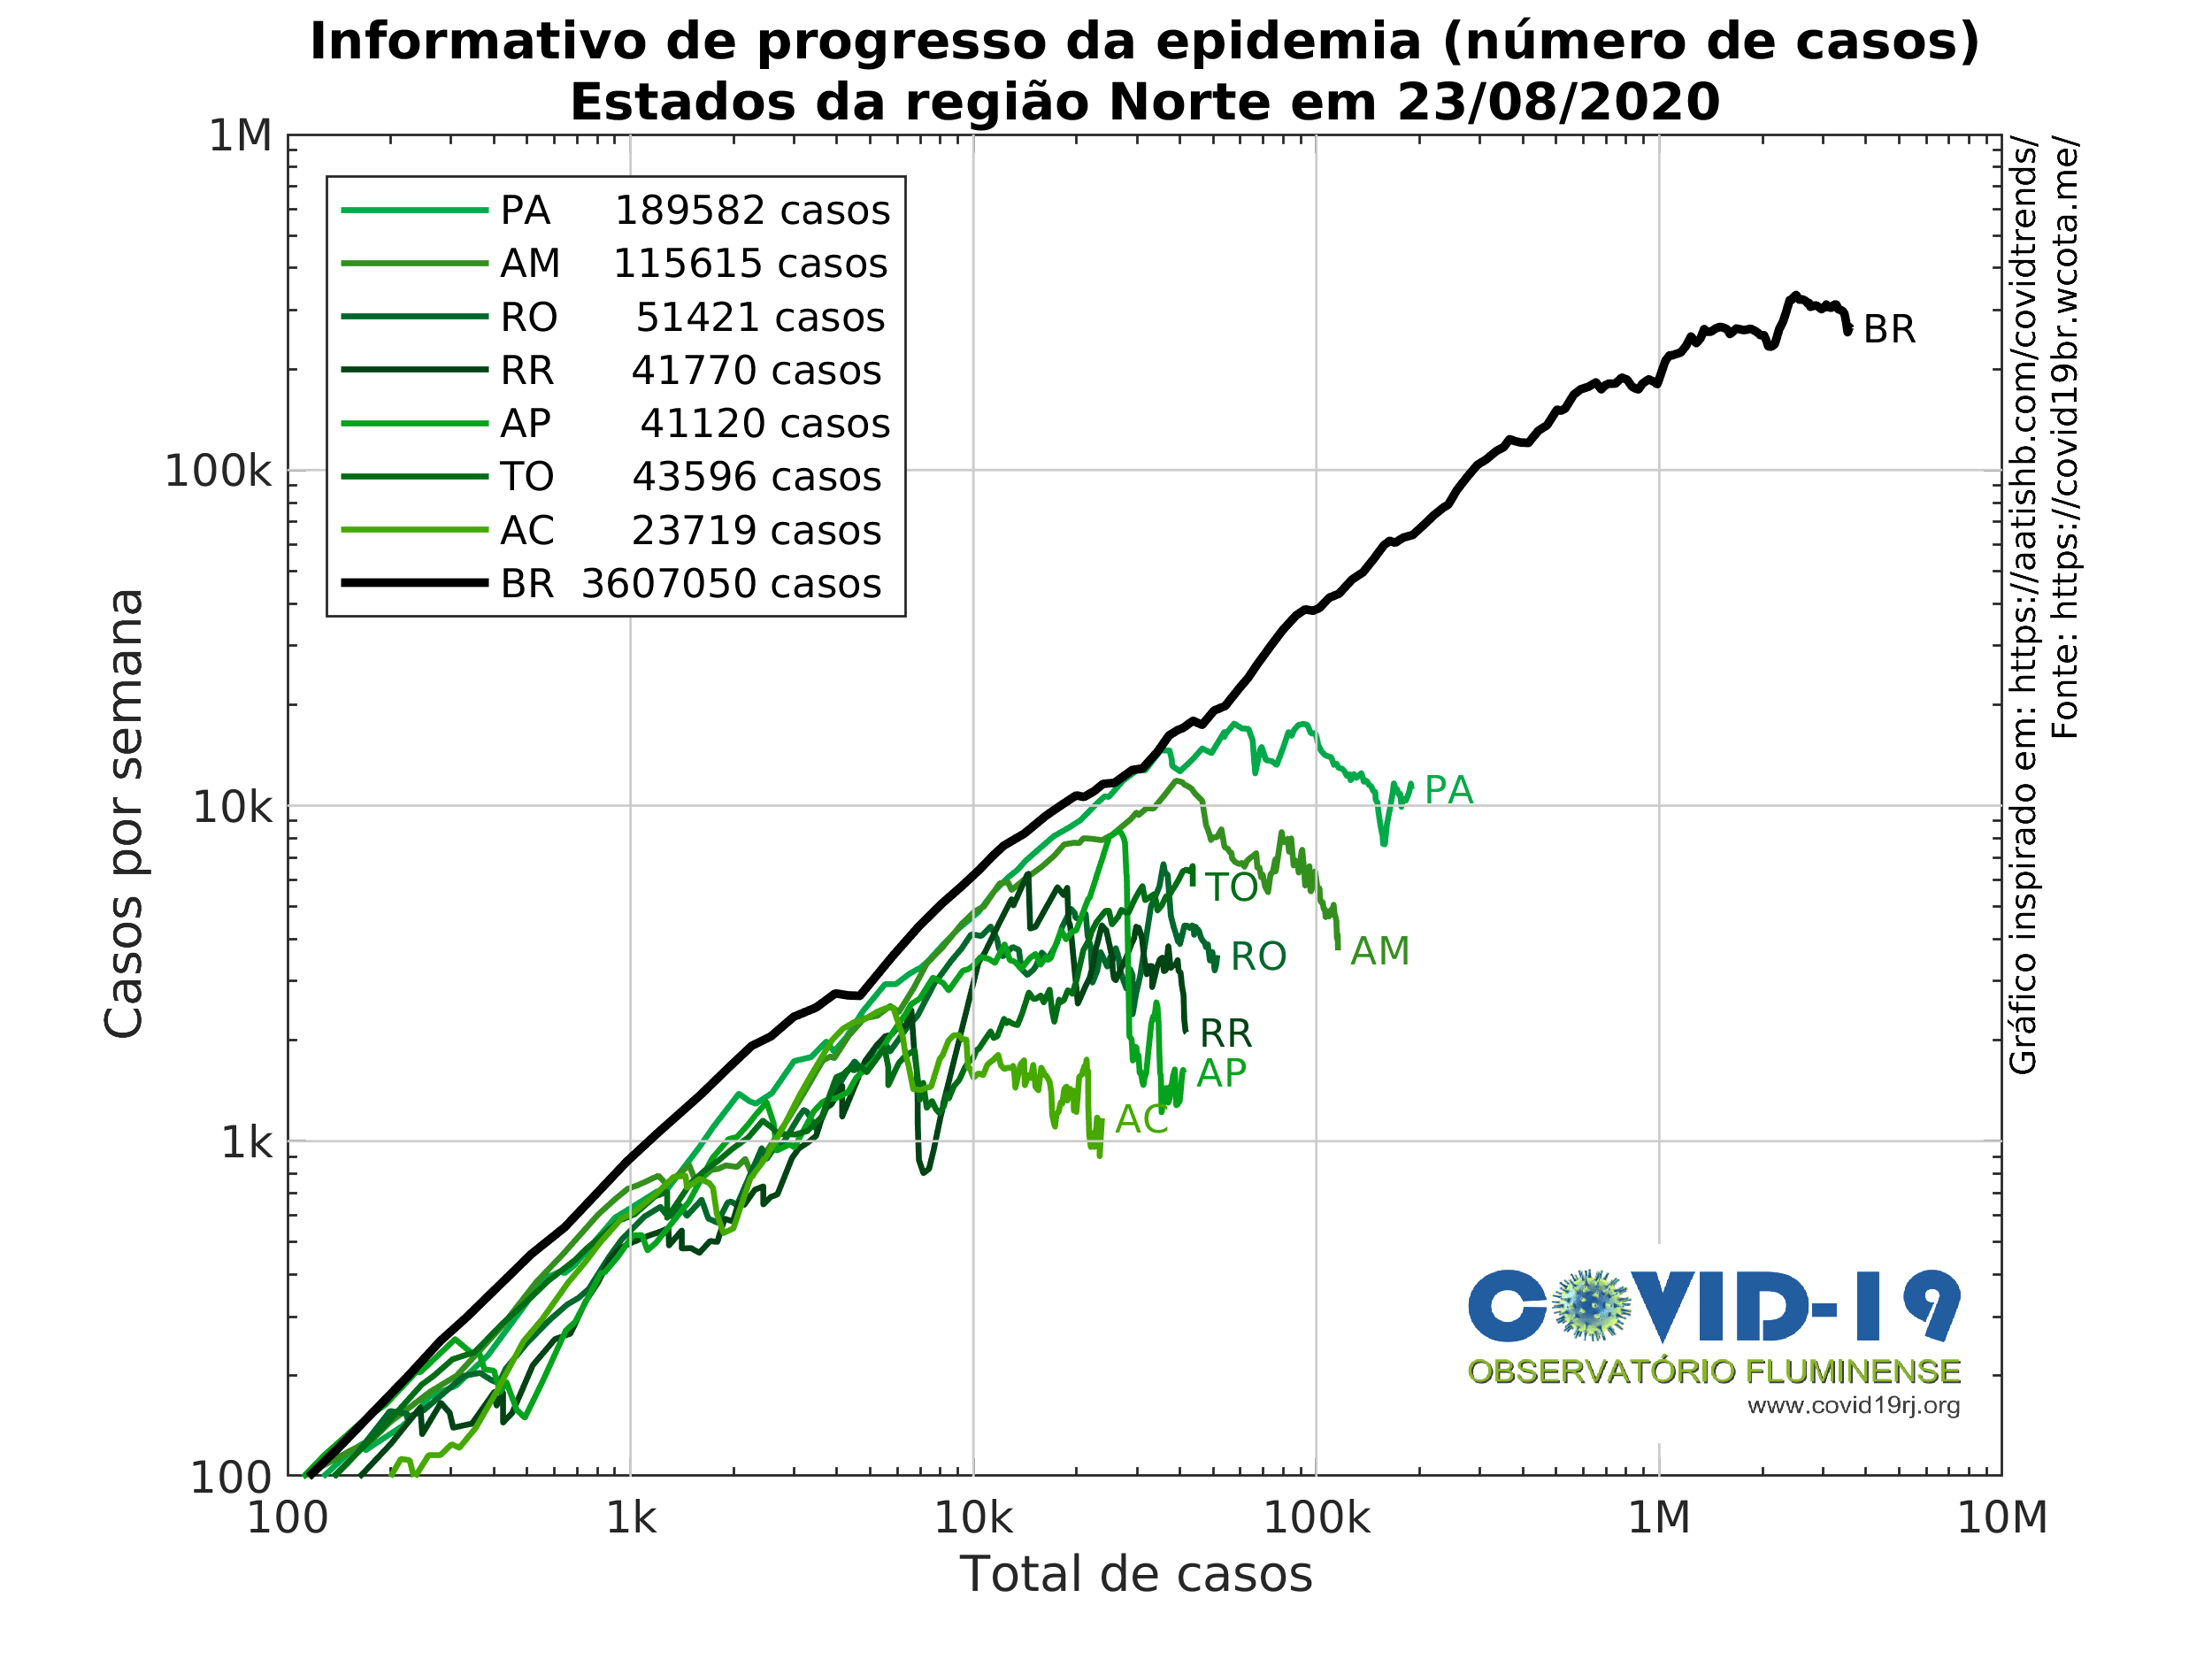 Informativo de progresso da epidemia (número de casos)
Estados da região Norte em 23/08/2020
1M
100k
10k
1k
100
Casos por semana
PA 189582 casos
AM 115615 casos
RO 51421 casos
RR 41770 casos
AP 41120 casos
TO 43596 casos
AC 23719 casos
BR 3607050 casos
BR
PA
TO
AM
RO
RR
AP
AC
Gráfico inspirado em: https://aatishb.com/covidtrends/
Fonte: https://covid19br.wcota.me/
COVID-19
OBSERVATÓRIO FLUMINENSE
www.covid19rj.org
100 1k 10k 100k 1M 10M
Total de casos